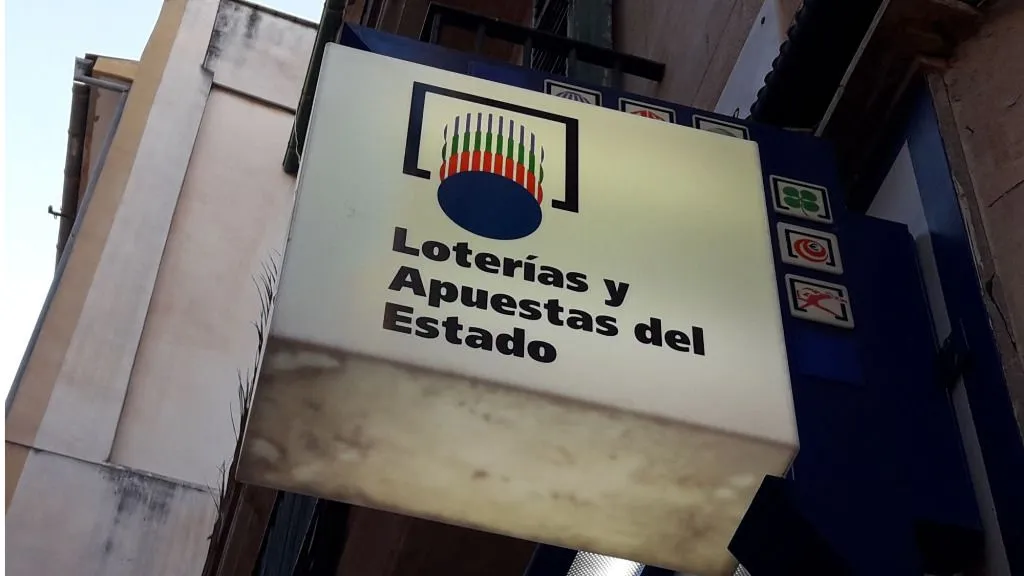 Loterías y
Apuestas del
Estado